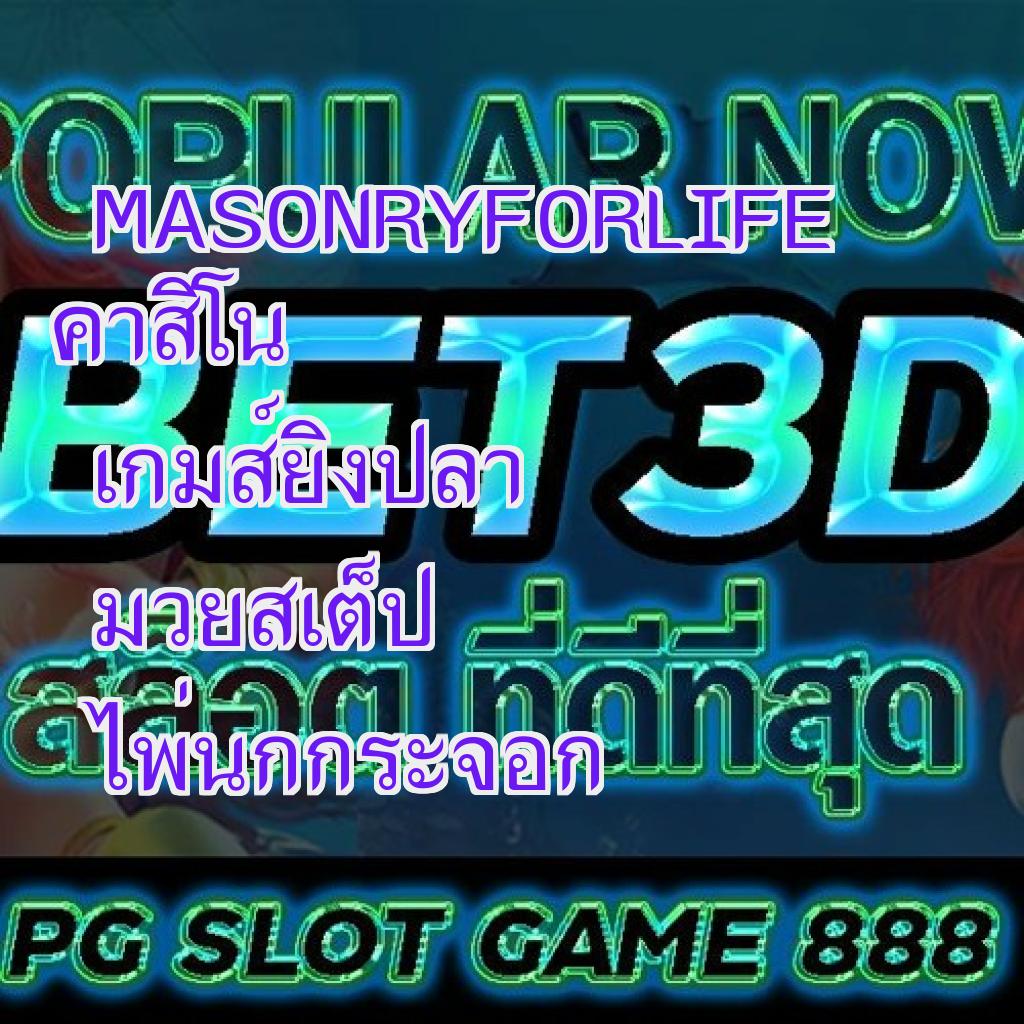 POPULAR NOW
MASONRYFORLIFE
คาสิโน
BET3D
เกมส์ยิงปลา
มวยสเต็ป
สล็อต ที่ดีที่สุด
ไพ่นกกระจอก
PG SLOT GAME 888